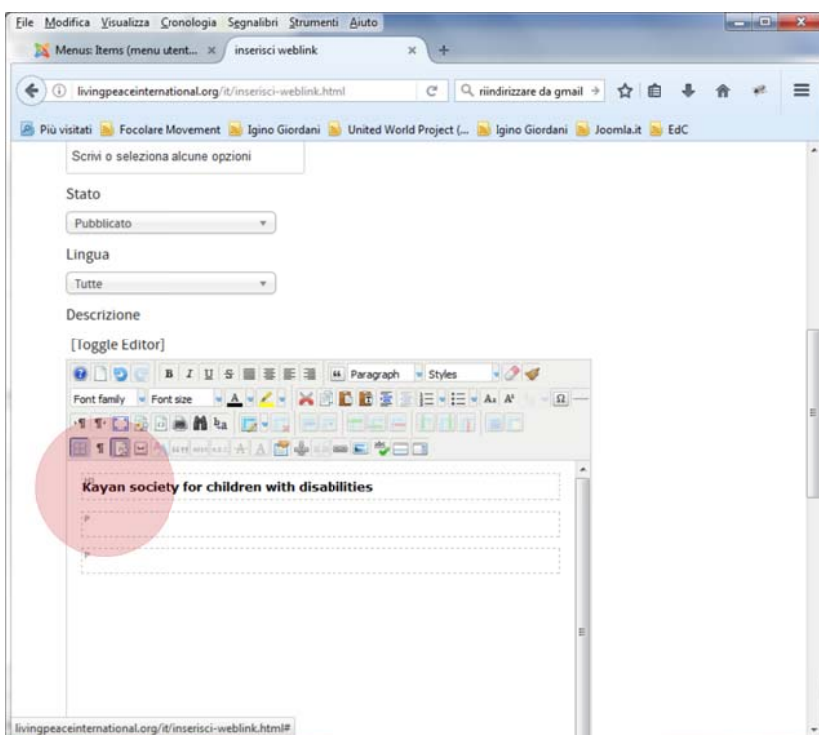 File Modifica Visualizza Cronologia Segnalibri Strumenti Aiuto
Menus: Items (menu utent... × inserisci weblink × +
livingpeaceinternational.org/it/inserisci-weblink.html riindirizzare da gmail
Più visitati Focolare Movement Igino Giordani United World Project (... Igino Giordani Joomla.it EdC
Scrivi o seleziona alcune opzioni
Stato
Pubblicato
Lingua
Tutte
Descrizione
[Toggle Editor]
B I U S Paragraph Styles
Font family Font size A Aa A Ω
Kayan society for children with disabilities
P
P
livingpeaceinternational.org/it/inserisci-weblink.html#